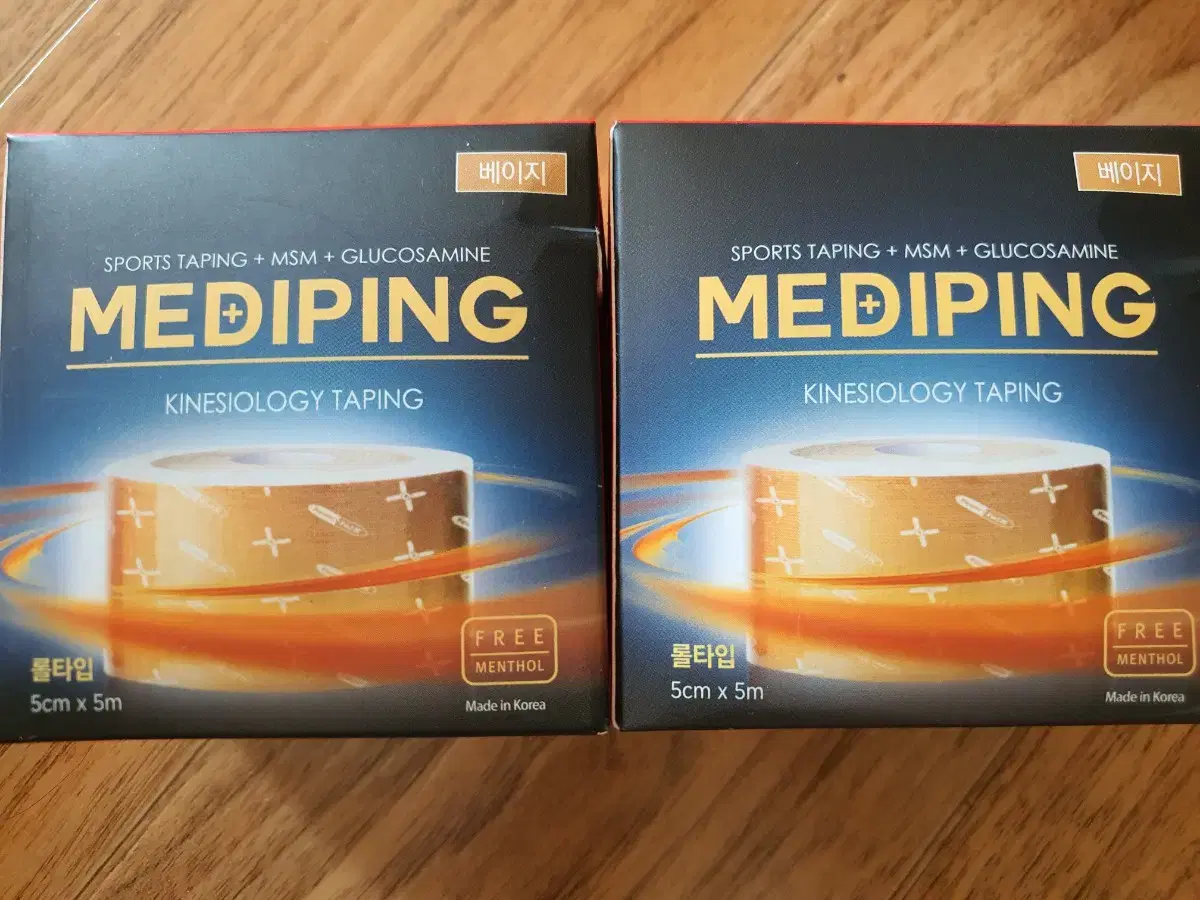 베이지
SPORTS TAPING + MSM + GLUCOSAMINE
MEDIPING
KINESIOLOGY TAPING
롤타입
5cm x 5m
FREE
MENTHOL
Made in Korea
베이지
SPORTS TAPING + MSM + GLUCOSAMINE
MEDIPING
KINESIOLOGY TAPING
롤타입
5cm x 5m
FREE
MENTHOL
Made in Korea